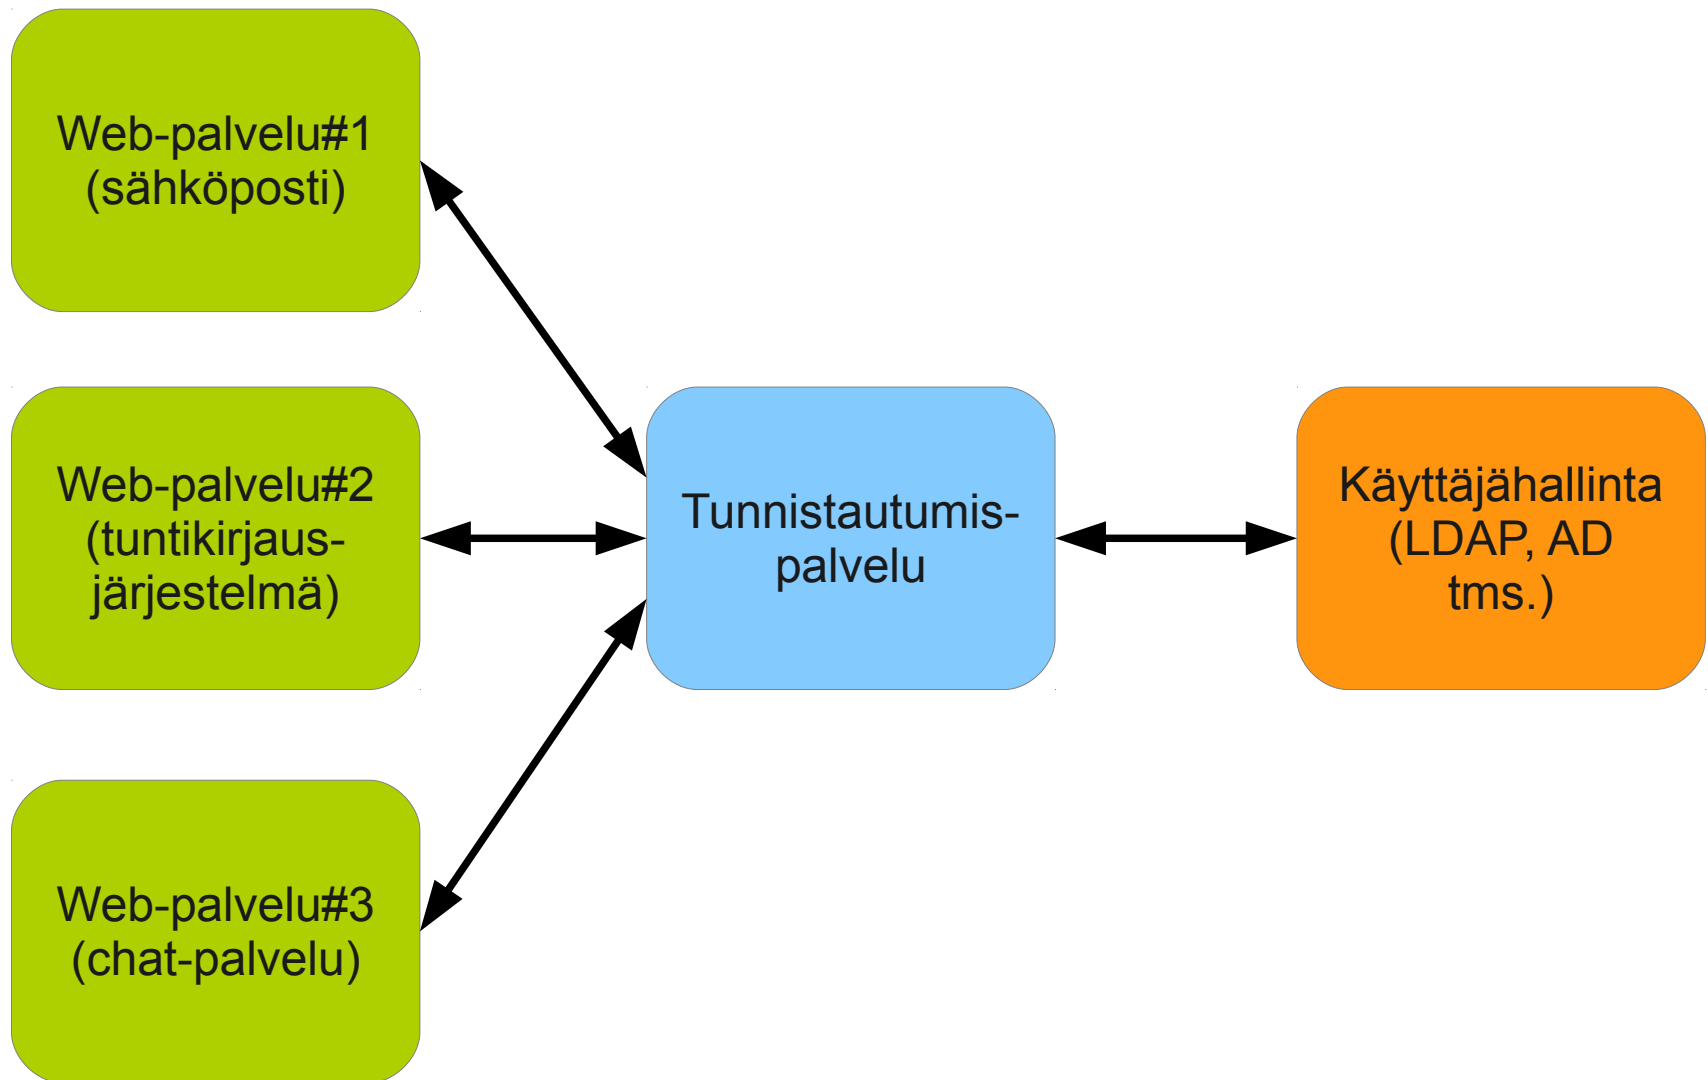 Web-palvelu#1
(sähköposti)
Web-palvelu#2
(tuntikirjaus-
järjestelmä)
Tunnistautumis-
palvelu
Käyttäjähallinta
(LDAP, AD
tms.)
Web-palvelu#3
(chat-palvelu)